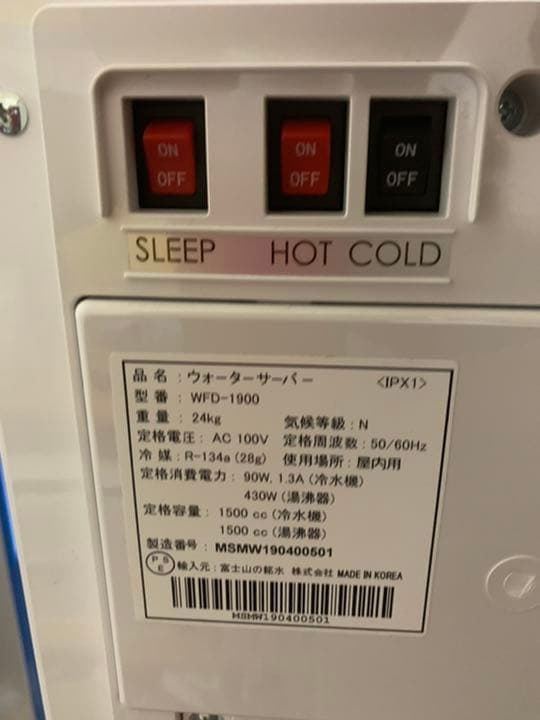 ON ON ON
OFF OFF OFF
SLEEP HOT COLD
品名：ウォーターサーバー <IPX1>
型番：WFD-1900
重量：24kg 気候等級：N
定格電圧：AC 100V 定格周波数：50/60Hz
冷媒：R-134a (28g) 使用場所：屋内用
定格消費電力：90W, 1.3A (冷水機)
430W (湯沸器)
定格容量：1500 cc (冷水機)
1500 cc (湯沸器)
製造番号：MSMW190400501
PSE 輸入元：富士山の銘水 株式会社 MADE IN KOREA
MSMW190400501